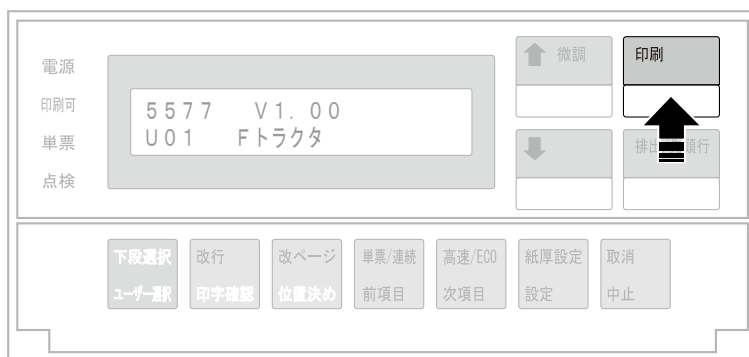 電源
印刷可
単票
点検
5577 V1.00
U01 Fトラクタ
微調
印刷
排出
頭行
下段選択
ユーザー選択
改行
印字確認
改ページ
位置決め
単票/連続
前項目
高速/ECO
次項目
紙厚設定
設定
取消
中止